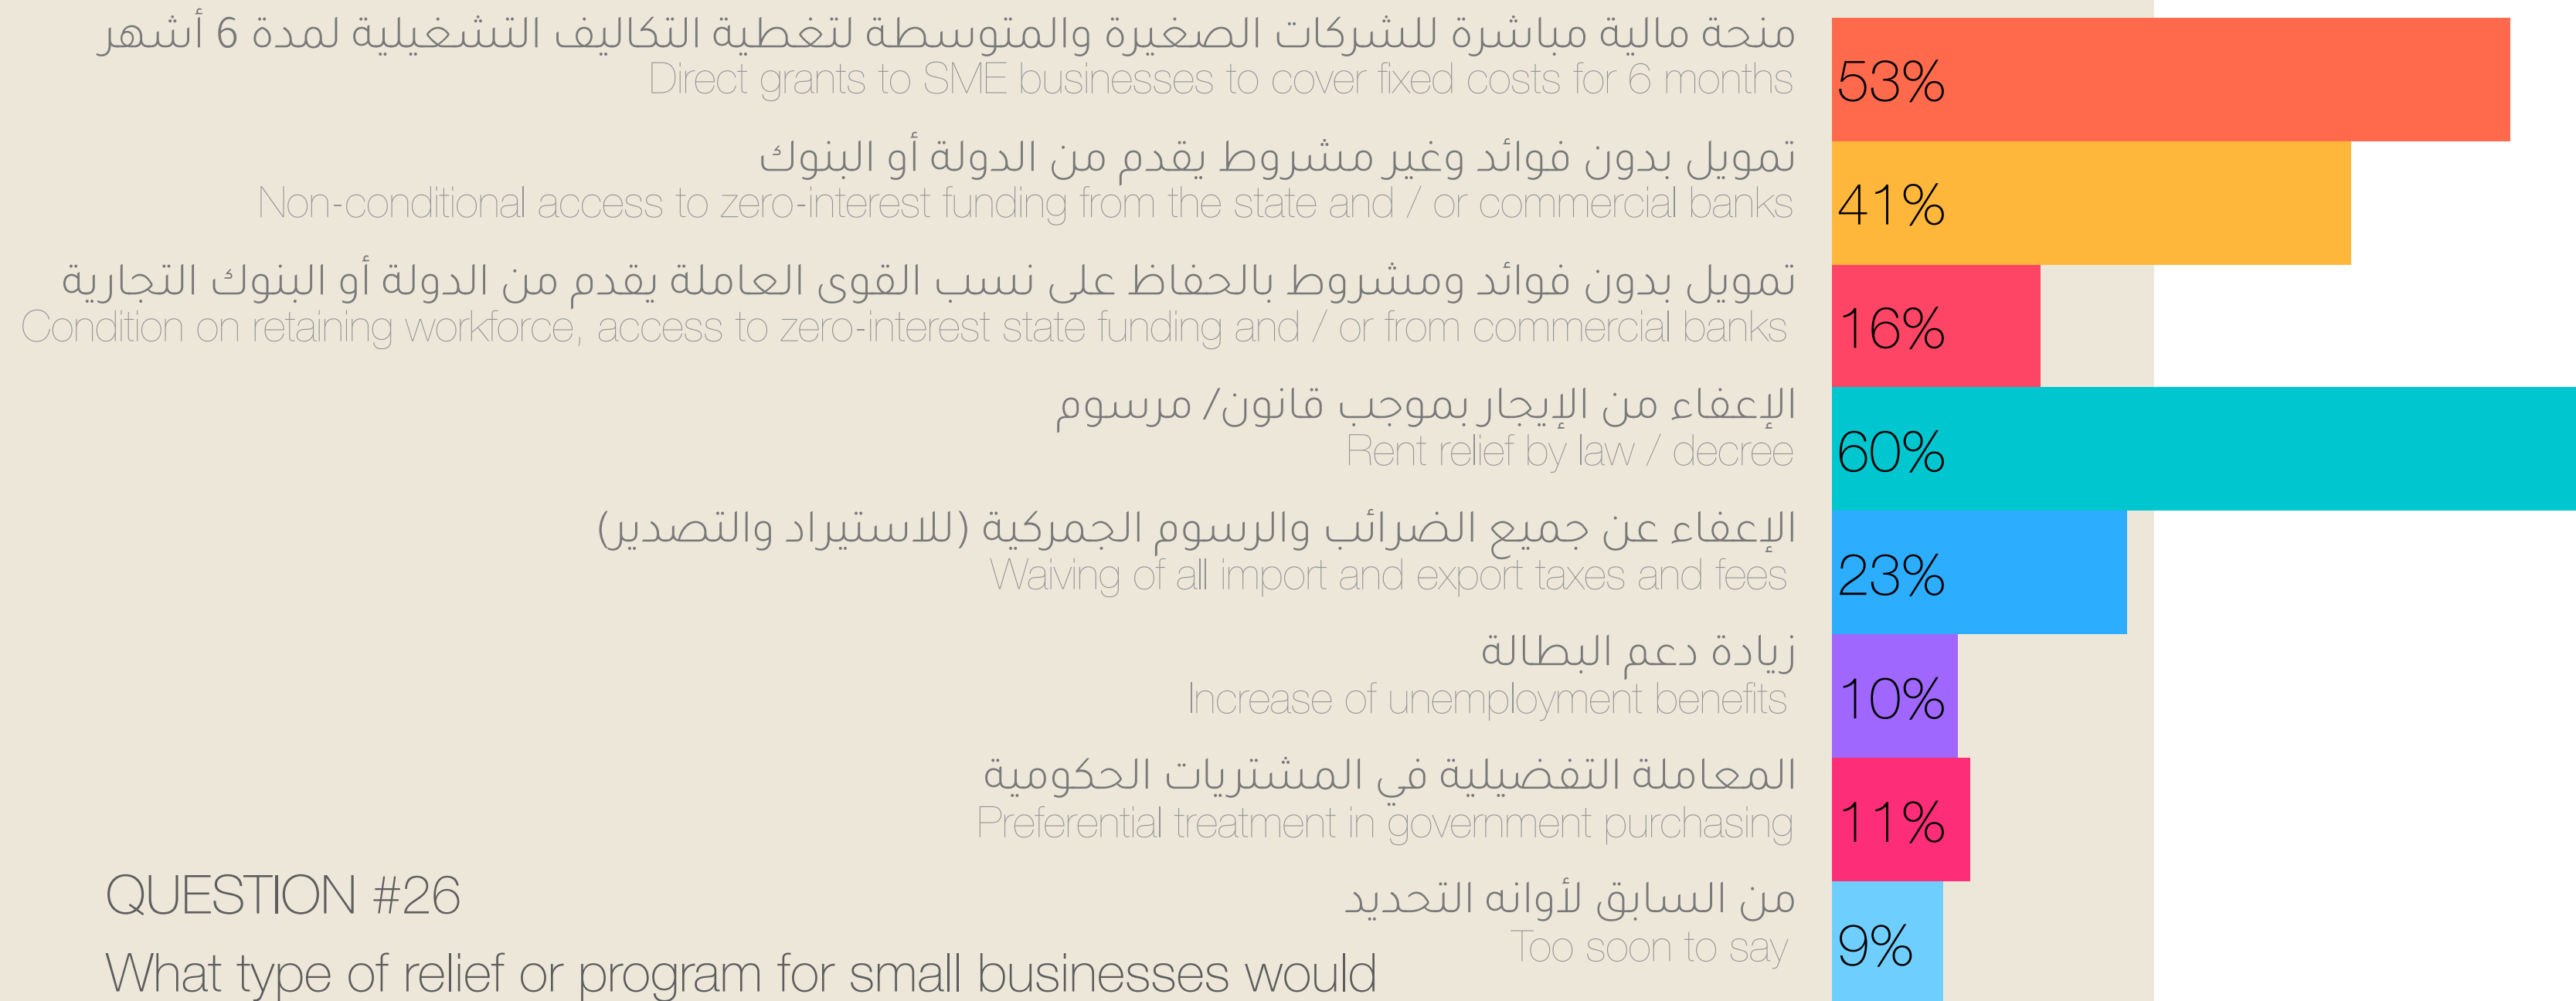 منحة مالية مباشرة للشركات الصغيرة والمتوسطة لتغطية التكاليف التشغيلية لمدة 6 أشهر
Direct grants to SME businesses to cover fixed costs for 6 months
53%
تمويل بدون فوائد وغير مشروط يقدم من الدولة أو البنوك
Non-conditional access to zero-interest funding from the state and / or commercial banks
41%
تمويل بدون فوائد ومشروط بالحفاظ على نسب القوى العاملة يقدم من الدولة أو البنوك التجارية
Condition on retaining workforce, access to zero-interest state funding and / or from commercial banks
16%
الإعفاء من الإيجار بموجب قانون/ مرسوم
Rent relief by law / decree
60%
الإعفاء عن جميع الضرائب والرسوم الجمركية (للاستيراد والتصدير)
Waiving of all import and export taxes and fees
23%
زيادة دعم البطالة
Increase of unemployment benefits
10%
المعاملة التفضيلية في المشتريات الحكومية
Preferential treatment in government purchasing
11%
من السابق لأوانه التحديد
Too soon to say
9%
QUESTION #26
What type of relief or program for small businesses would